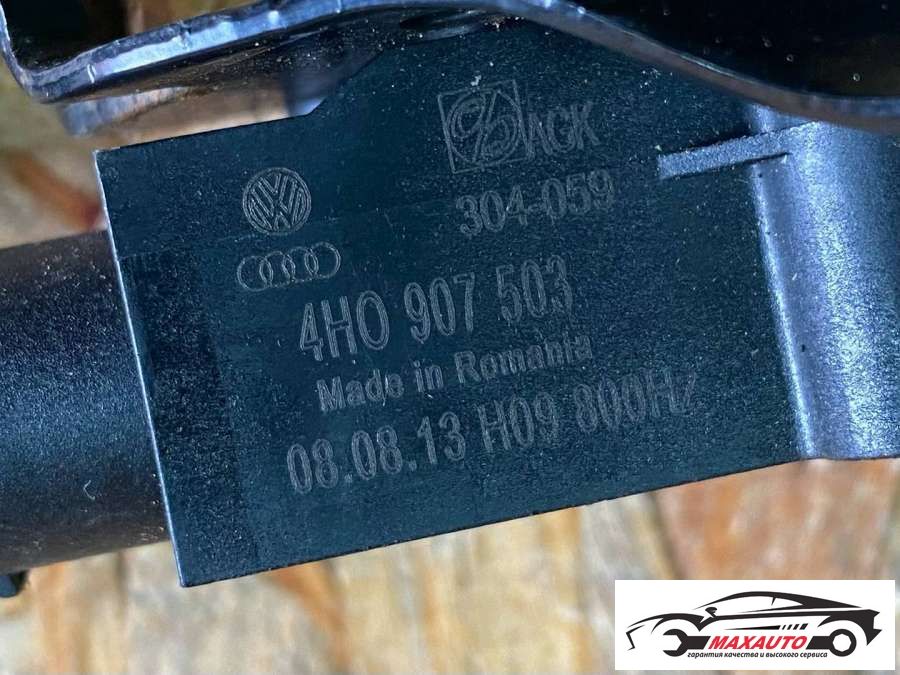 ACK
304-059
4H0 907 503
Made in Romania
08.08.13 H09 800Hz
MAXAUTO
гарантия качества и высокого сервиса